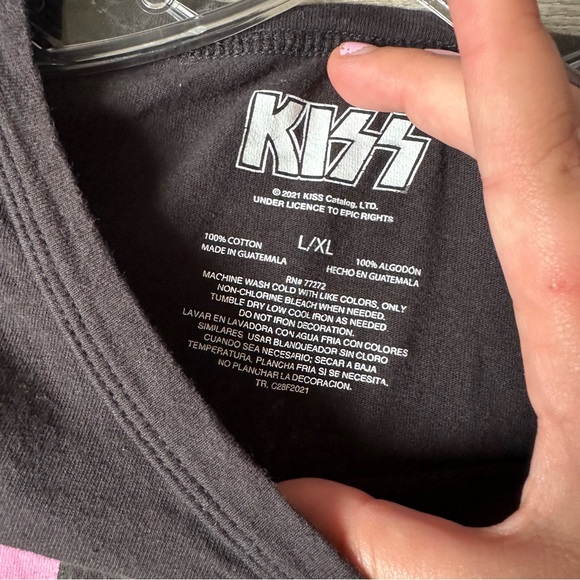 KISS
© 2021 KISS Catalog, LTD.
UNDER LICENCE TO EPIC RIGHTS
100% COTTON
MADE IN GUATEMALA
L/XL
100% ALGODÓN
HECHO EN GUATEMALA
RN# 77272
MACHINE WASH COLD WITH LIKE COLORS, ONLY
NON-CHLORINE BLEACH WHEN NEEDED.
TUMBLE DRY LOW COOL IRON AS NEEDED
DO NOT IRON DECORATION.
LAVAR EN LAVADORA CON AGUA FRIA CON COLORES
SIMILARES. USAR BLANQUEADOR SIN CLORO
CUANDO SEA NECESARIO; SECAR A BAJA
TEMPERATURA. PLANCHA FRIA SI SE NECESITA.
NO PLANCHAR LA DECORACION.
TR. C28F2021